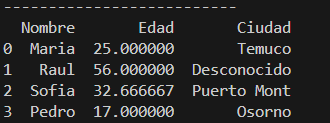 --------------------------
Nombre Edad Ciudad
0 Maria 25.000000 Temuco
1 Raul 56.000000 Desconocido
2 Sofia 32.666667 Puerto Mont
3 Pedro 17.000000 Osorno